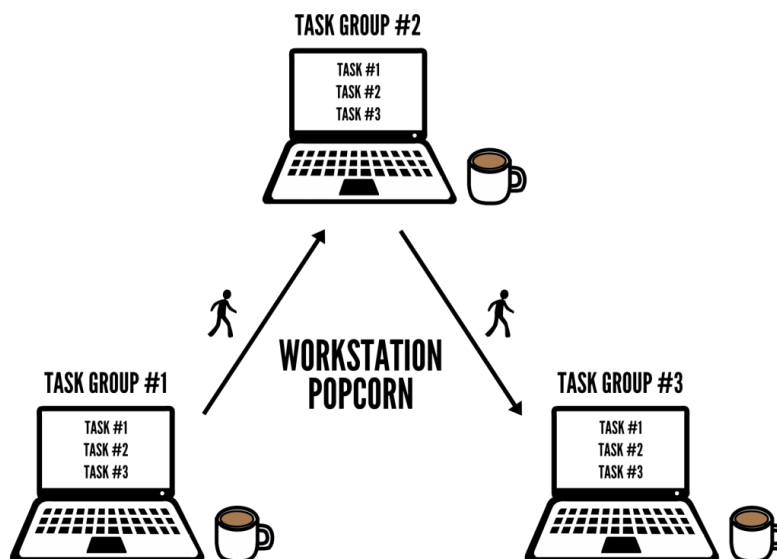 TASK GROUP #2
TASK #1
TASK #2
TASK #3
WORKSTATION
POPCORN
TASK GROUP #1
TASK #1
TASK #2
TASK #3
TASK GROUP #3
TASK #1
TASK #2
TASK #3